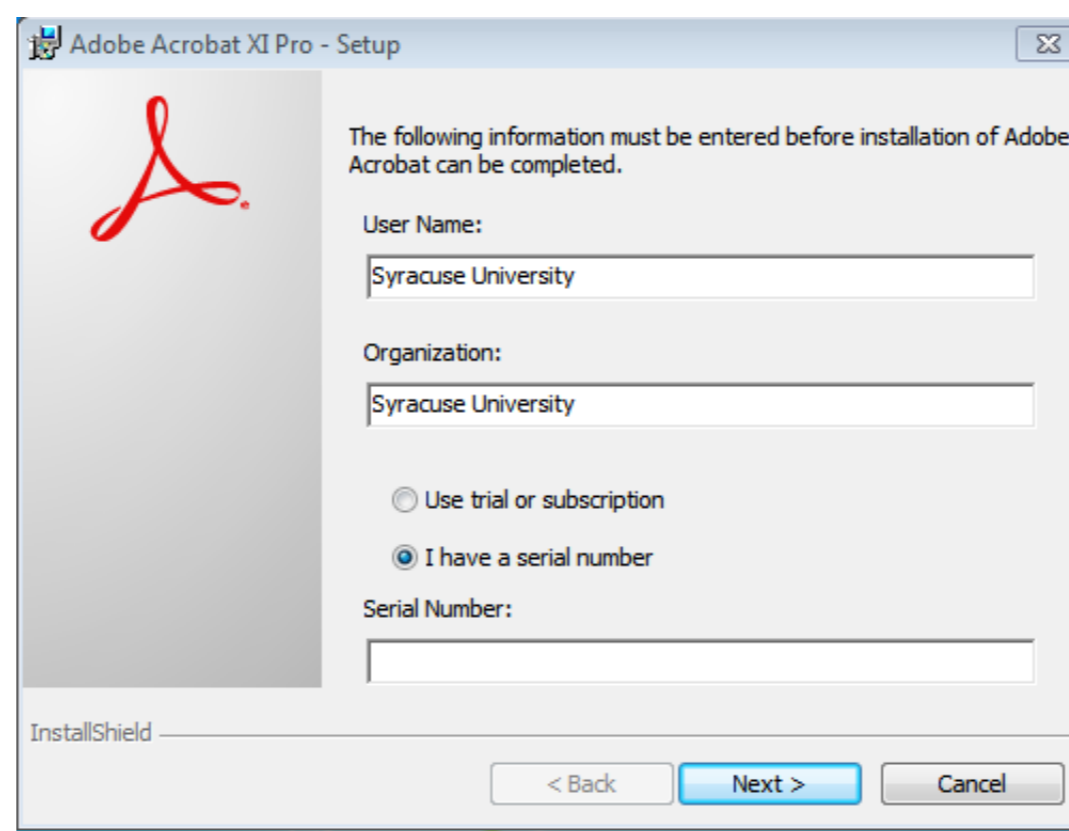 Adobe Acrobat XI Pro - Setup
The following information must be entered before installation of Adobe
Acrobat can be completed.
User Name:
Syracuse University
Organization:
Syracuse University
Use trial or subscription
I have a serial number
Serial Number:
InstallShield
< Back Next > Cancel